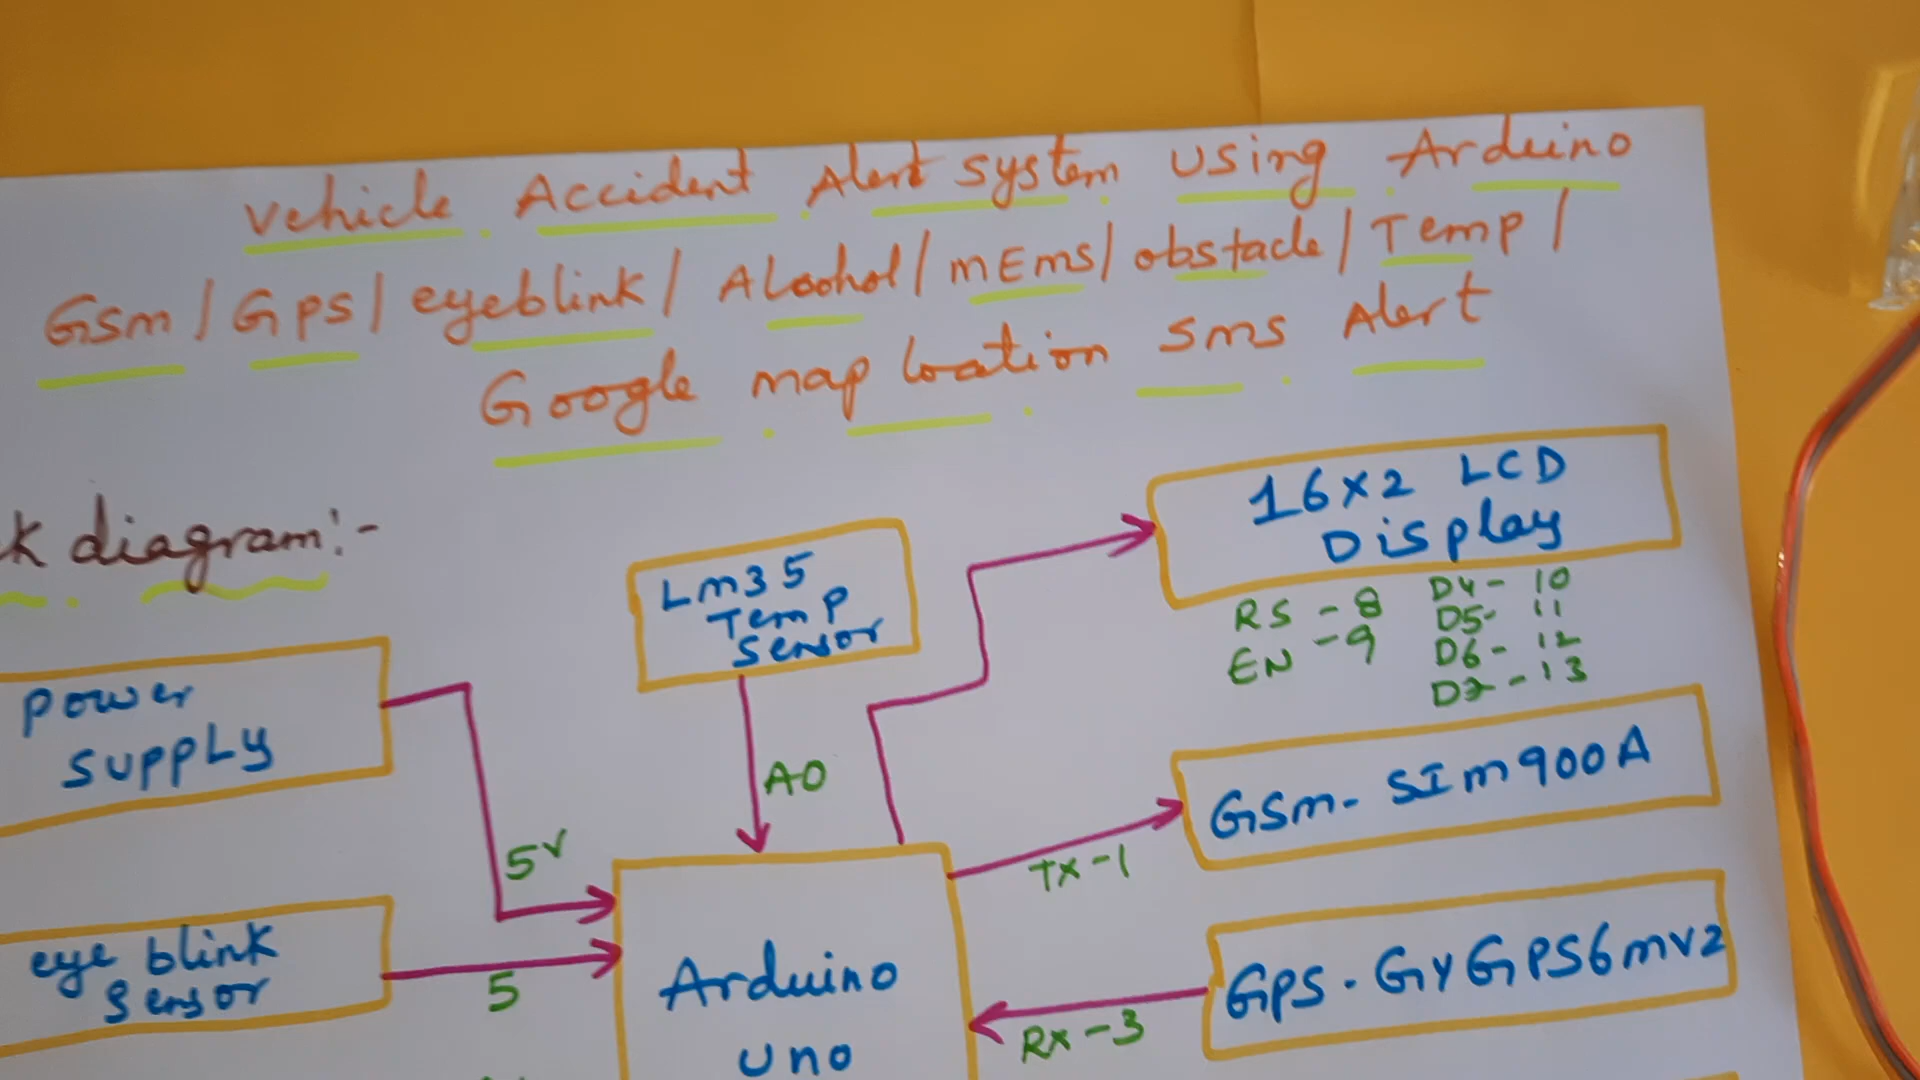 vehicle Accident Alert system using Arduino
Gsm / GPS / eyeblink / Alcohol / mEms / obstacle / Temp /
Google map location sms Alert
k diagram:-
16x2 LCD
Display
RS - 8
EN - 9
D4 - 10
D5 - 11
D6 - 12
D7 - 13
Lm35
Temp
Sensor
A0
power
supply
5v
GSm - SIm900A
TX - 1
eye blink
Sensor
5
Arduino
uno
GPS - GyGPS6mv2
Rx - 3